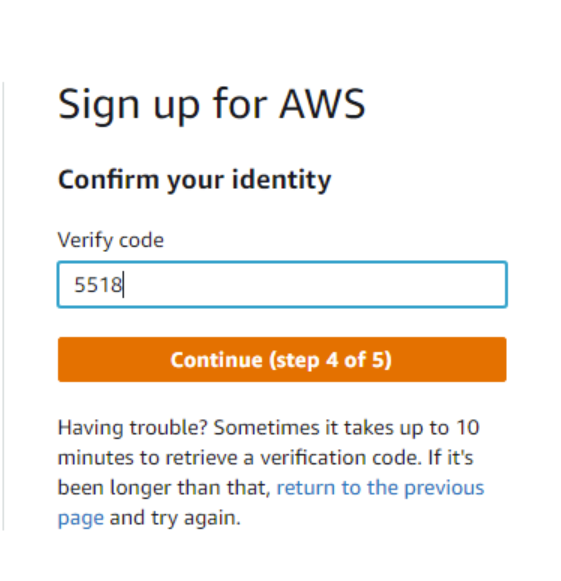 Sign up for AWS
Confirm your identity
Verify code
5518
Continue (step 4 of 5)
Having trouble? Sometimes it takes up to 10
minutes to retrieve a verification code. If it's
been longer than that, return to the previous
page and try again.